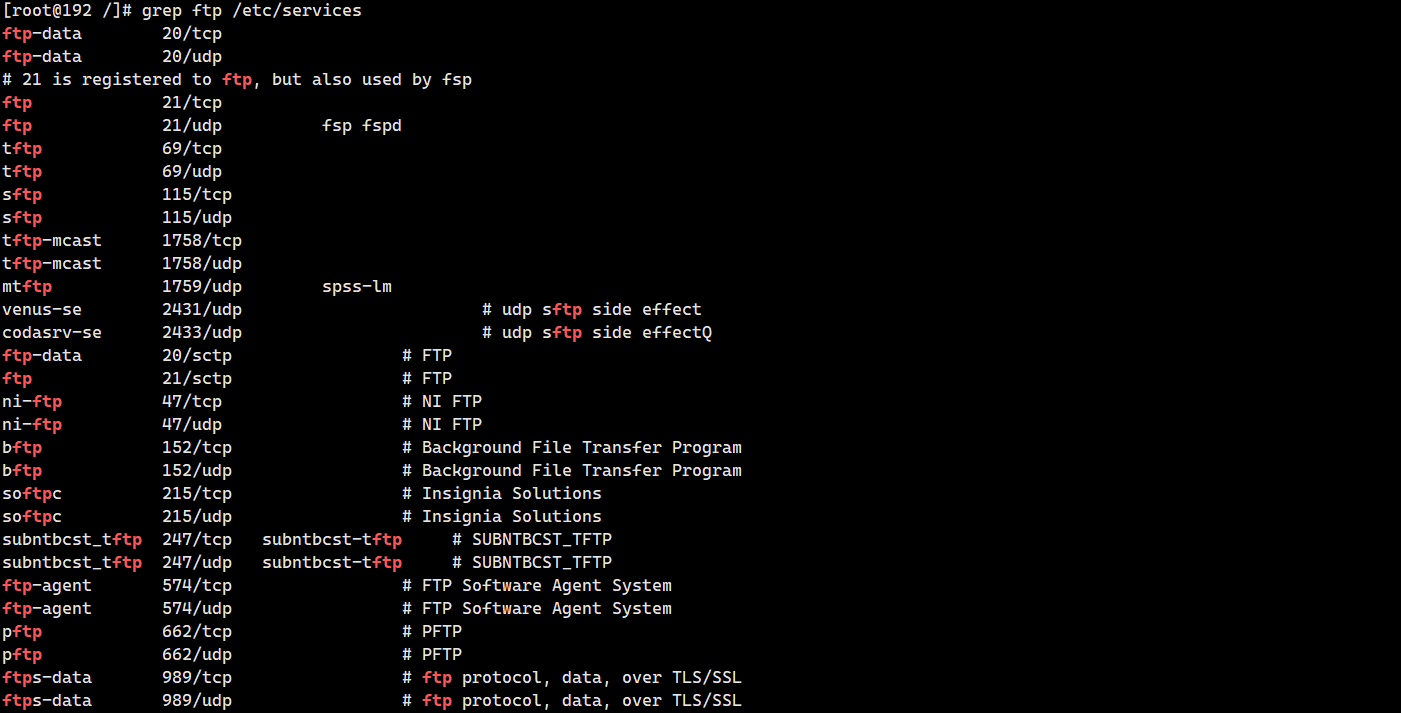 [root@192 /]# grep ftp /etc/services
ftp-data        20/tcp
ftp-data        20/udp
# 21 is registered to ftp, but also used by fsp
ftp             21/tcp
ftp             21/udp          fsp fspd
tftp            69/tcp
tftp            69/udp
sftp            115/tcp
sftp            115/udp
tftp-mcast      1758/tcp
tftp-mcast      1758/udp
mtftp           1759/udp        spss-lm
venus-se        2431/udp                        # udp sftp side effect
codasrv-se      2433/udp                        # udp sftp side effectQ
ftp-data        20/sctp                 # FTP
ftp             21/sctp                 # FTP
ni-ftp          47/tcp                  # NI FTP
ni-ftp          47/udp                  # NI FTP
bftp            152/tcp                 # Background File Transfer Program
bftp            152/udp                 # Background File Transfer Program
softpc          215/tcp                 # Insignia Solutions
softpc          215/udp                 # Insignia Solutions
subntbcst_tftp  247/tcp   subntbcst-tftp     # SUBNTBCST_TFTP
subntbcst_tftp  247/udp   subntbcst-tftp     # SUBNTBCST_TFTP
ftp-agent       574/tcp                 # FTP Software Agent System
ftp-agent       574/udp                 # FTP Software Agent System
pftp            662/tcp                 # PFTP
pftp            662/udp                 # PFTP
ftps-data       989/tcp                 # ftp protocol, data, over TLS/SSL
ftps-data       989/udp                 # ftp protocol, data, over TLS/SSL